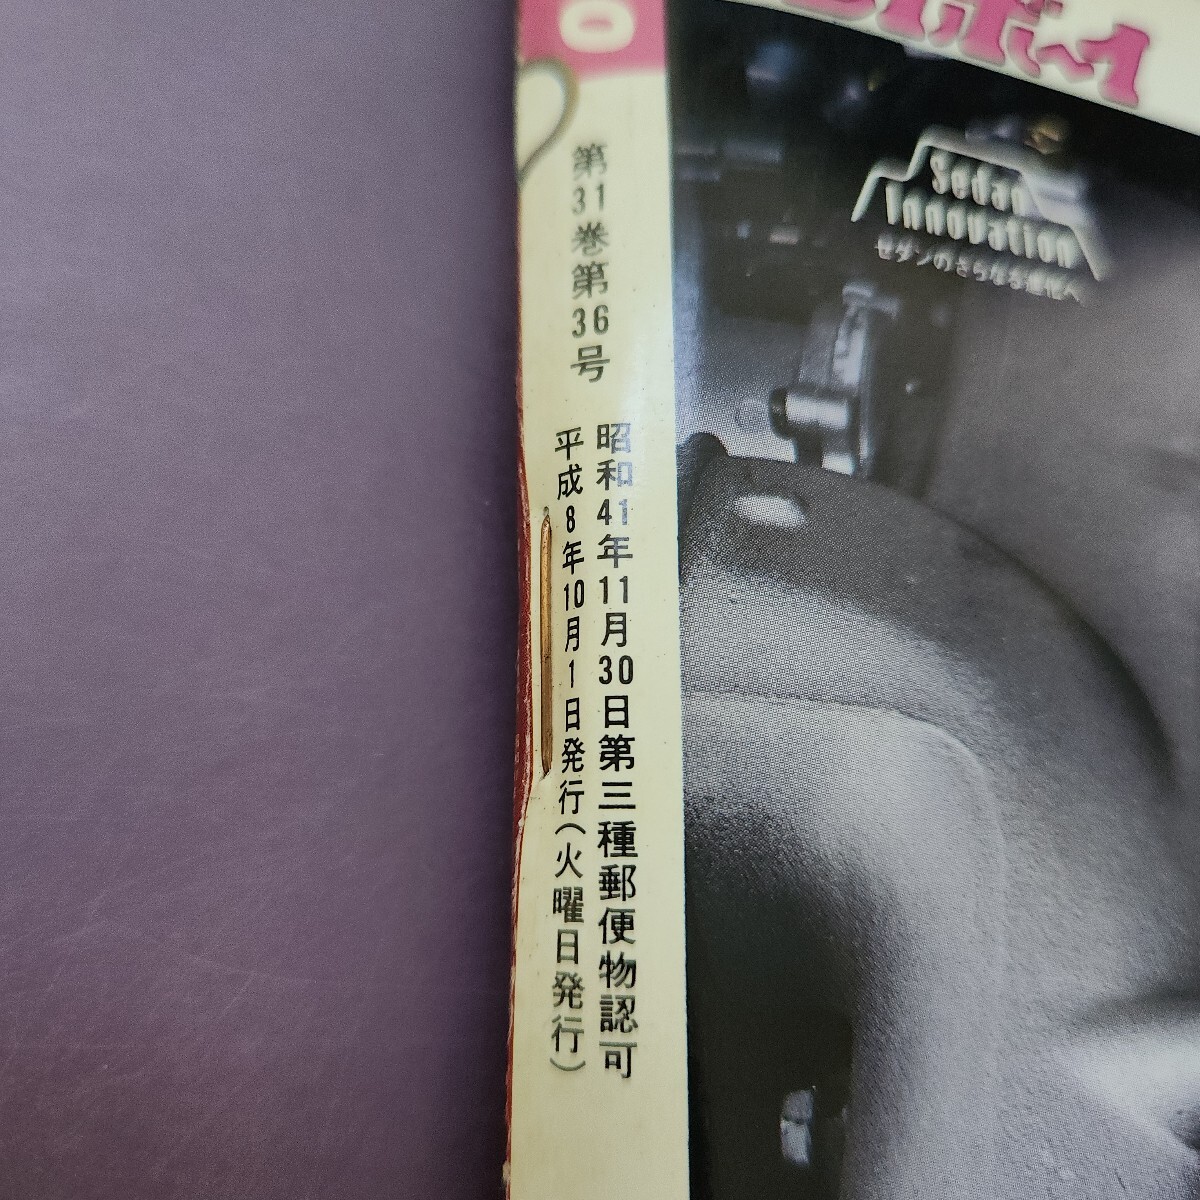 第31巻第36号
昭和41年11月30日第三種郵便物認可
平成8年10月1日発行(火曜日発行)
Sedan
Innovation
セダンのさらなる進化へ